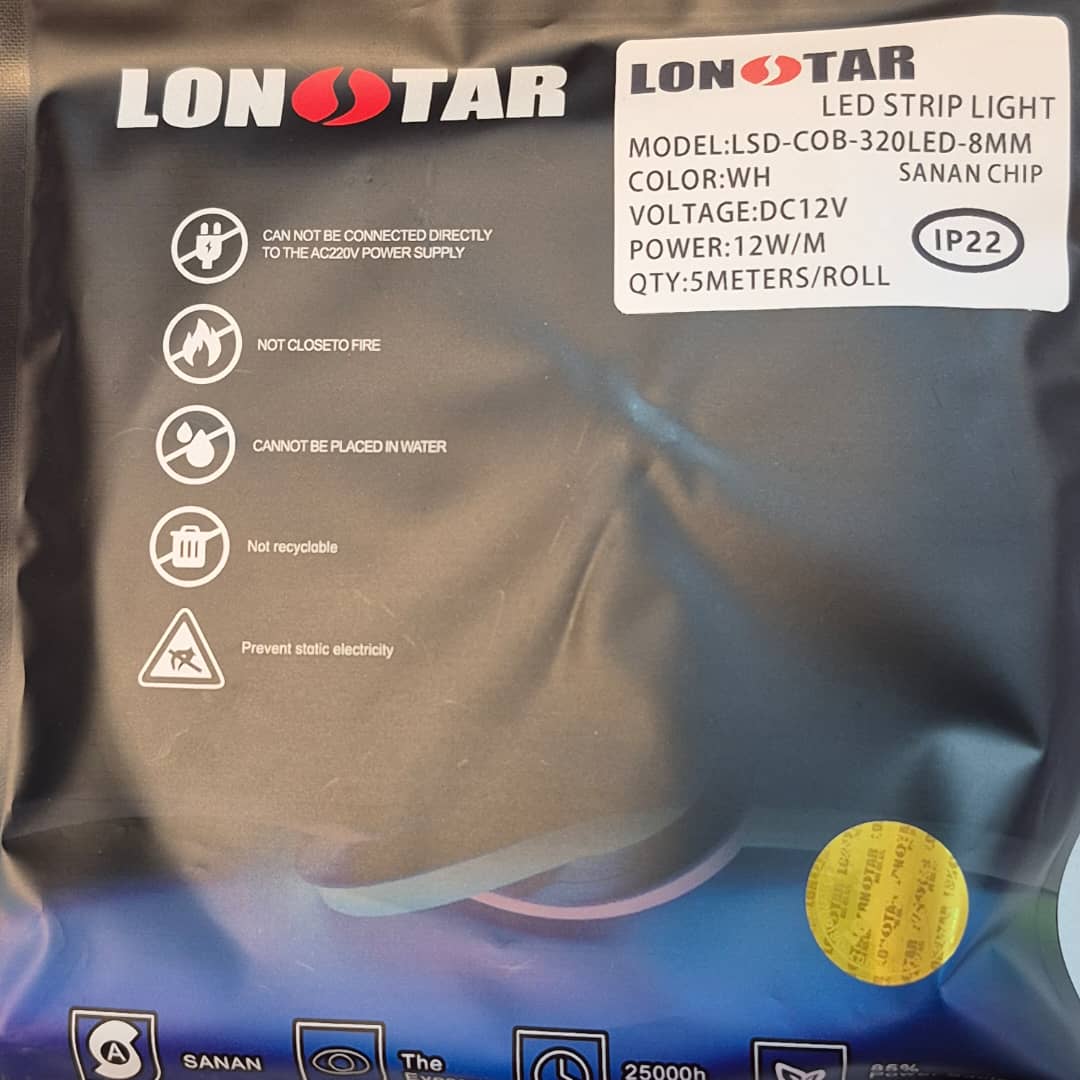 LONSTAR
LONSTAR
LED STRIP LIGHT
MODEL:LSD-COB-320LED-8MM
COLOR:WH
SANAN CHIP
VOLTAGE:DC12V
POWER:12W/M
IP22
QTY:5METERS/ROLL
CAN NOT BE CONNECTED DIRECTLY
TO THE AC220V POWER SUPPLY
NOT CLOSETO FIRE
CANNOT BE PLACED IN WATER
Not recyclable
Prevent static electricity
A
SANAN
The
25000h